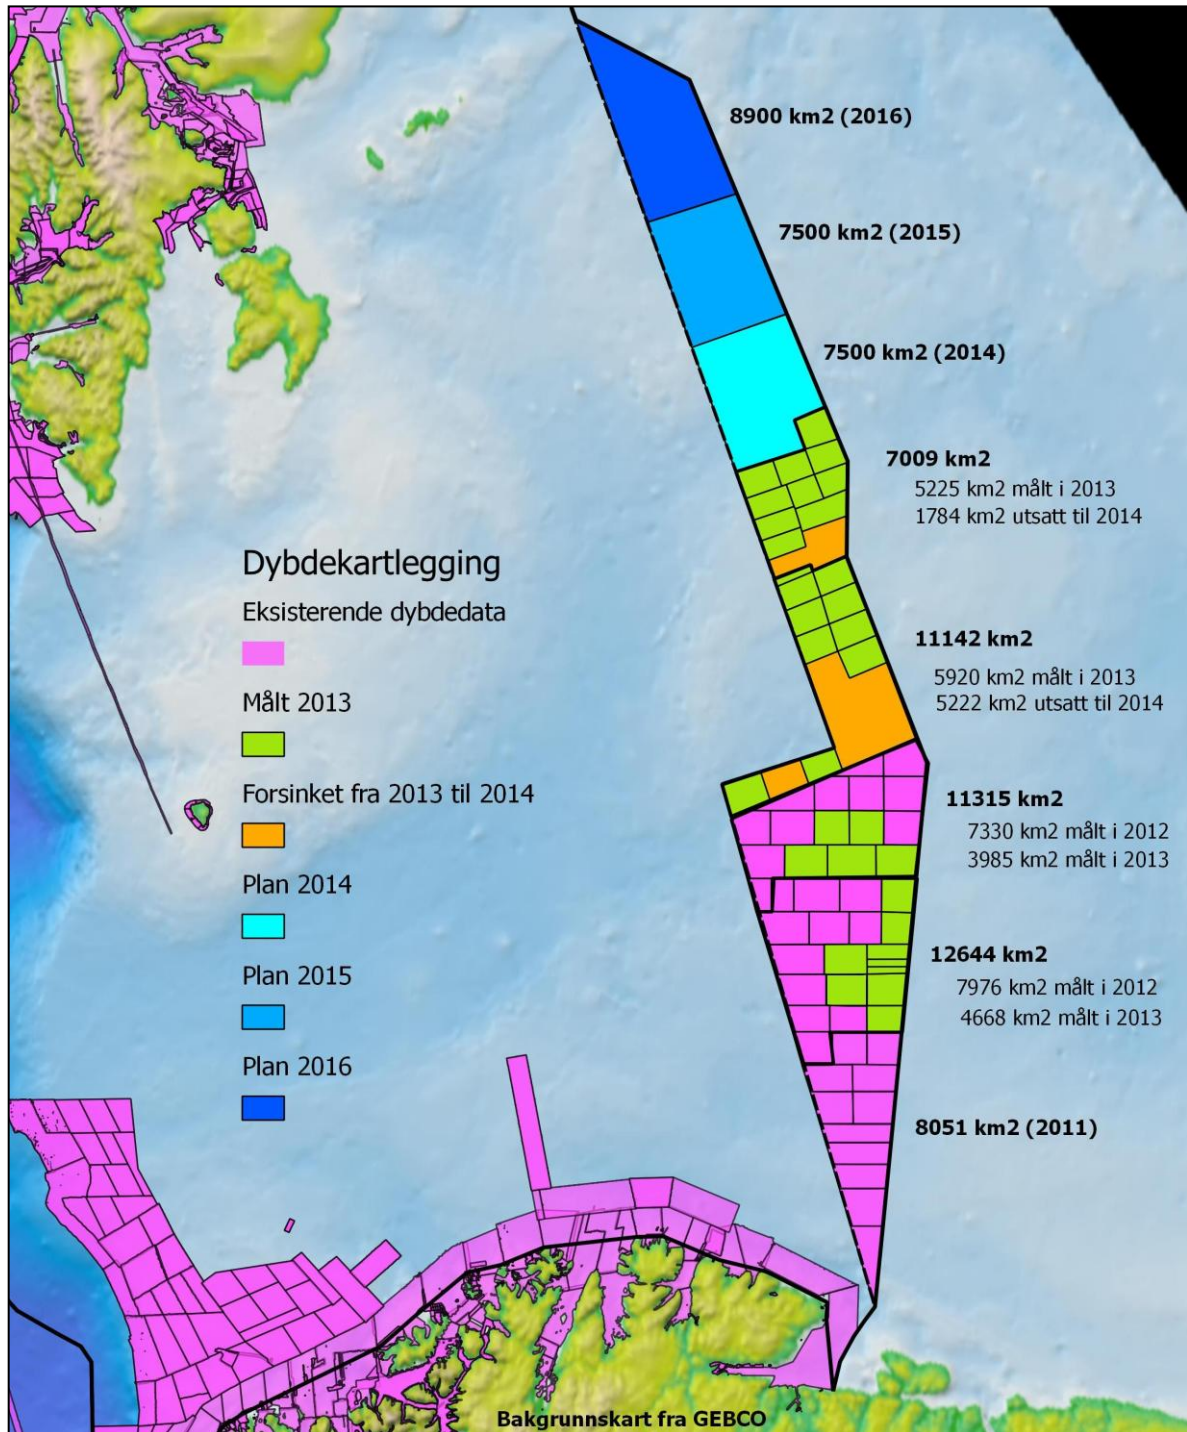 8900 km2 (2016)
7500 km2 (2015)
7500 km2 (2014)
7009 km2
5225 km2 målt i 2013
1784 km2 utsatt til 2014
Dybdekartlegging
Eksisterende dybdedata
Målt 2013
Forsinket fra 2013 til 2014
Plan 2014
Plan 2015
Plan 2016
11142 km2
5920 km2 målt i 2013
5222 km2 utsatt til 2014
11315 km2
7330 km2 målt i 2012
3985 km2 målt i 2013
12644 km2
7976 km2 målt i 2012
4668 km2 målt i 2013
8051 km2 (2011)
Bakgrunnskart fra GEBCO